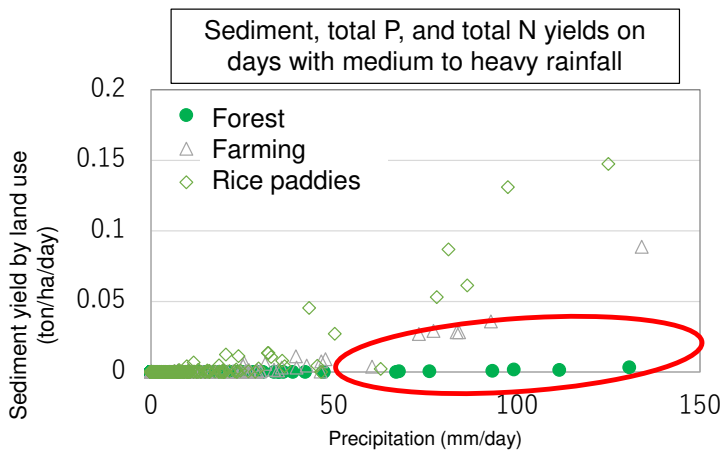 Sediment, total P, and total N yields on
days with medium to heavy rainfall
0.2
0.15
0.1
0.05
0
Forest
Farming
Rice paddies
Sediment yield by land use
(ton/ha/day)
0 50 100 150
Precipitation (mm/day)